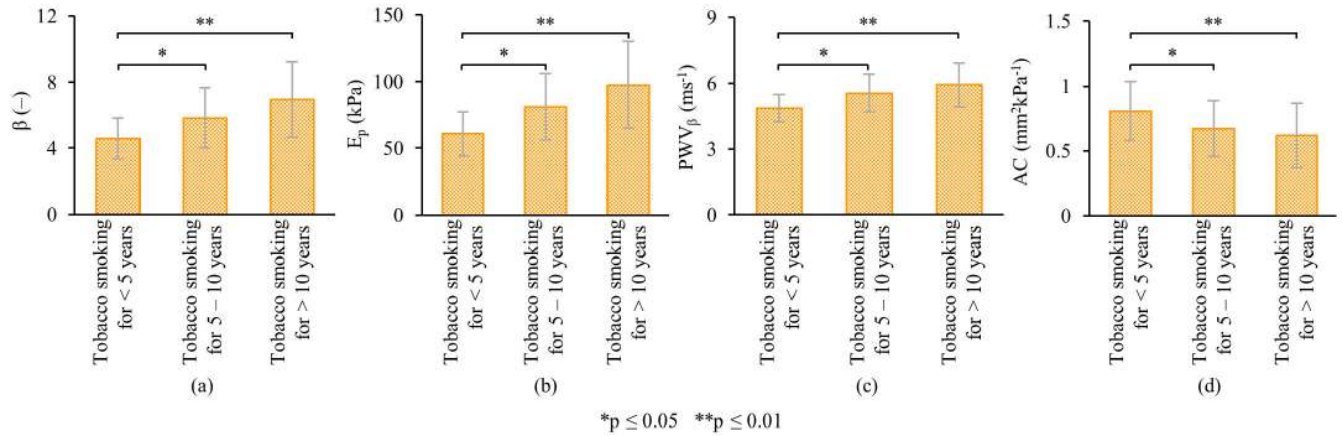 12
8
4
0
β (–)
**
*
Tobacco smoking
for < 5 years
Tobacco smoking
for 5 – 10 years
Tobacco smoking
for > 10 years
(a)
150
100
50
0
Eₚ (kPa)
**
*
Tobacco smoking
for < 5 years
Tobacco smoking
for 5 – 10 years
Tobacco smoking
for > 10 years
(b)
9
6
3
0
PWVᵦ (ms⁻¹)
**
*
Tobacco smoking
for < 5 years
Tobacco smoking
for 5 – 10 years
Tobacco smoking
for > 10 years
(c)
1.5
1
0.5
0
AC (mm²kPa⁻¹)
**
*
Tobacco smoking
for < 5 years
Tobacco smoking
for 5 – 10 years
Tobacco smoking
for > 10 years
(d)
*p ≤ 0.05 **p ≤ 0.01